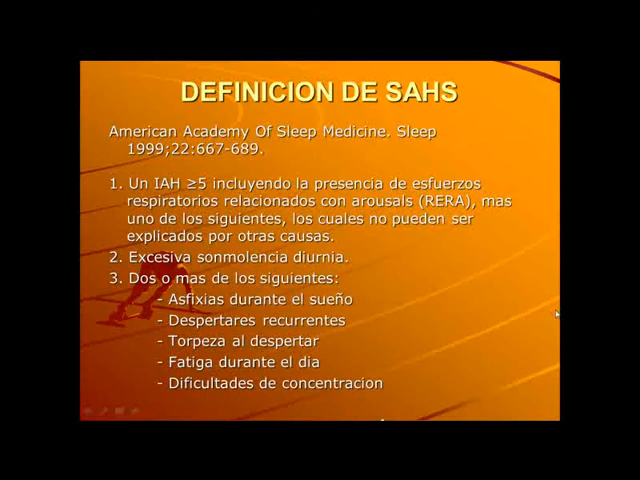 DEFINICION DE SAHS
American Academy Of Sleep Medicine. Sleep
1999;22:667-689.
1. Un IAH ≥5 incluyendo la presencia de esfuerzos
respiratorios relacionados con arousals (RERA), mas
uno de los siguientes, los cuales no pueden ser
explicados por otras causas.
2. Excesiva sonmolencia diurnia.
3. Dos o mas de los siguientes:
- Asfixias durante el sueño
- Despertares recurrentes
- Torpeza al despertar
- Fatiga durante el dia
- Dificultades de concentracion